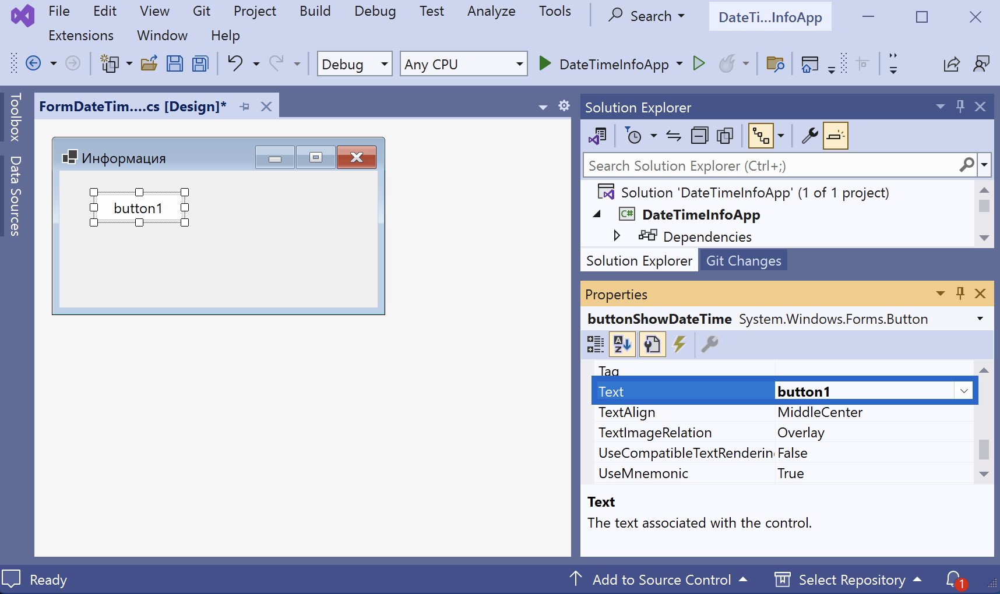 File Edit View Git Project Build Debug Test Analyze Tools Search DateTi...InfoApp
Extensions Window Help
Debug Any CPU DateTimeInfoApp
Toolbox
Data Sources
FormDateTim....cs [Design]*
Информация
button1
Solution Explorer
Search Solution Explorer (Ctrl+;)
Solution 'DateTimeInfoApp' (1 of 1 project)
C# DateTimeInfoApp
Dependencies
Solution Explorer Git Changes
Properties
buttonShowDateTime System.Windows.Forms.Button
Tag
Text button1
TextAlign MiddleCenter
TextImageRelation Overlay
UseCompatibleTextRendering False
UseMnemonic True
Text
The text associated with the control.
Ready Add to Source Control Select Repository 1